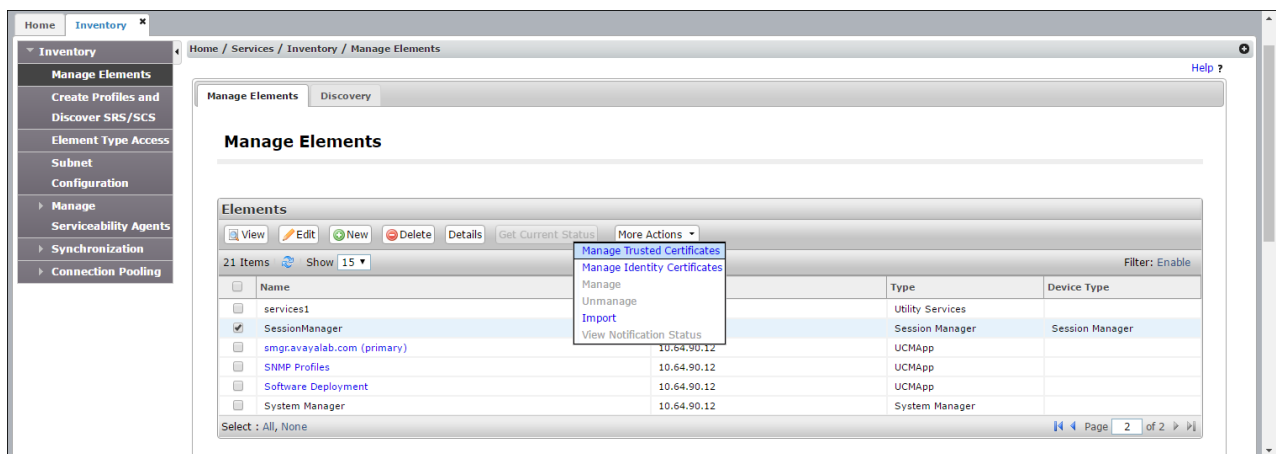 Home Inventory ×
Inventory
Manage Elements
Create Profiles and
Discover SRS/SCS
Element Type Access
Subnet
Configuration
Manage
Serviceability Agents
Synchronization
Connection Pooling
Home / Services / Inventory / Manage Elements
Help ?
Manage Elements Discovery
Manage Elements
Elements
View Edit New Delete Details Get Current Status More Actions
Manage Trusted Certificates
Manage Identity Certificates
Manage
Unmanage
Import
View Notification Status
21 Items Show 15 Filter: Enable
Name Type Device Type
services1 Utility Services
SessionManager Session Manager Session Manager
smgr.avayalab.com (primary) 10.64.90.12 UCMApp
SNMP Profiles 10.64.90.12 UCMApp
Software Deployment 10.64.90.12 UCMApp
System Manager 10.64.90.12 System Manager
Select : All, None Page 2 of 2